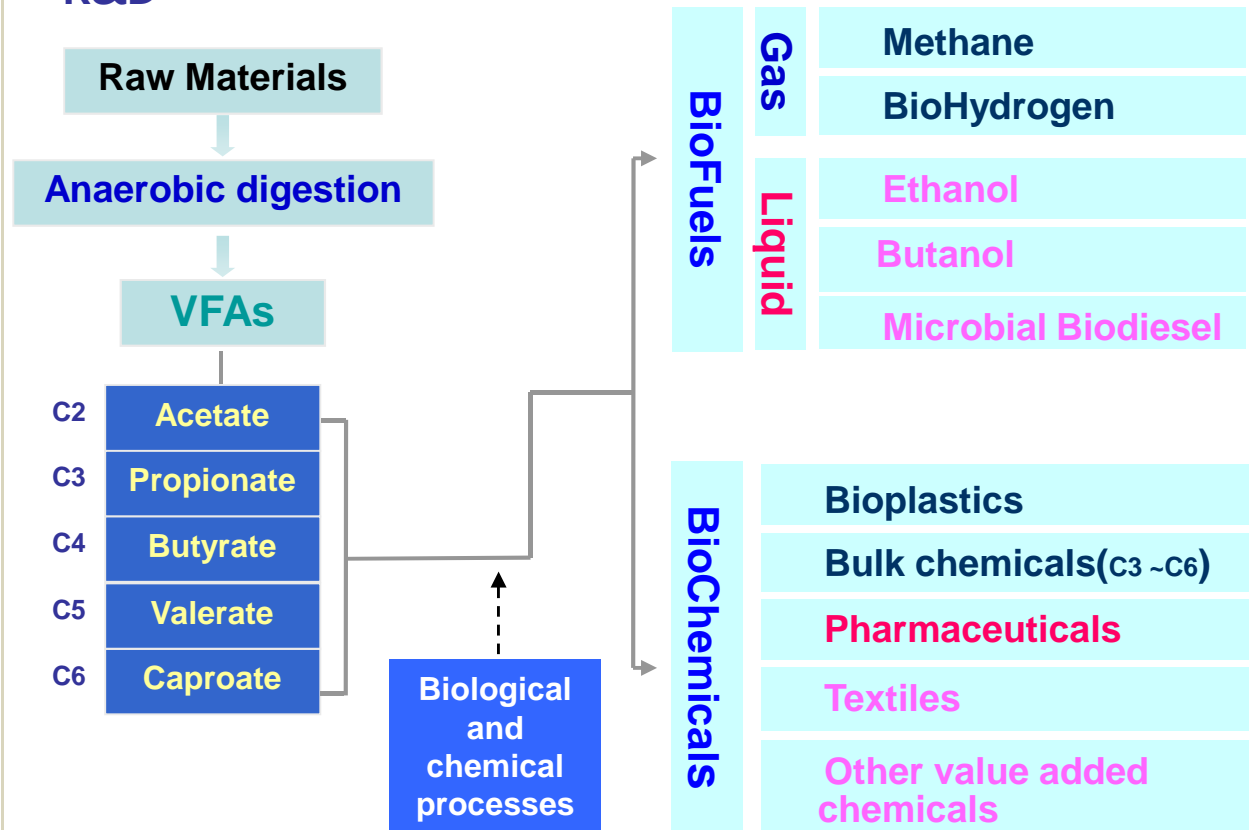 Raw Materials
Anaerobic digestion
VFAs
C2
Acetate
C3
Propionate
C4
Butyrate
C5
Valerate
C6
Caproate
Biological
and
chemical
processes
BioFuels
Gas
Methane
BioHydrogen
Liquid
Ethanol
Butanol
Microbial Biodiesel
BioChemicals
Bioplastics
Bulk chemicals(C3 ~C6)
Pharmaceuticals
Textiles
Other value added
chemicals